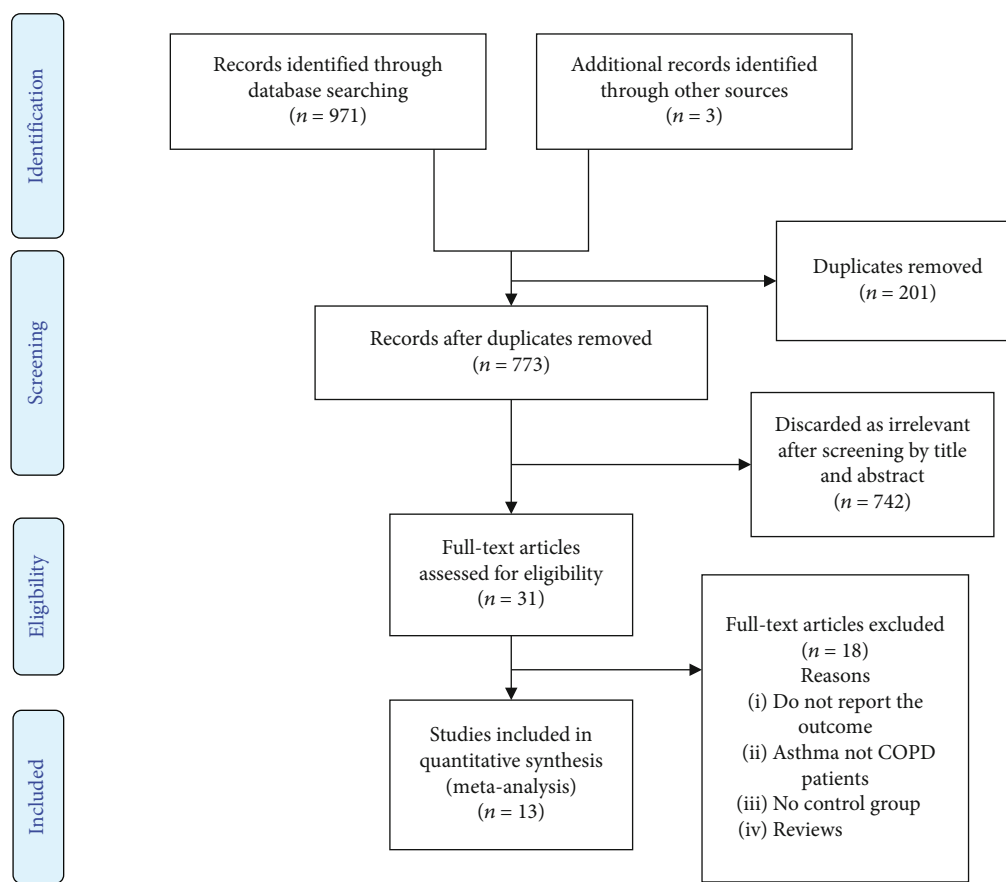 Identification
Records identified through
database searching
(n = 971)
Additional records identified
through other sources
(n = 3)
Duplicates removed
(n = 201)
Screening
Records after duplicates removed
(n = 773)
Discarded as irrelevant
after screening by title
and abstract
(n = 742)
Eligibility
Full-text articles
assessed for eligibility
(n = 31)
Full-text articles excluded
(n = 18)
Reasons
(i) Do not report the
outcome
(ii) Asthma not COPD
patients
(iii) No control group
(iv) Reviews
Included
Studies included in
quantitative synthesis
(meta-analysis)
(n = 13)